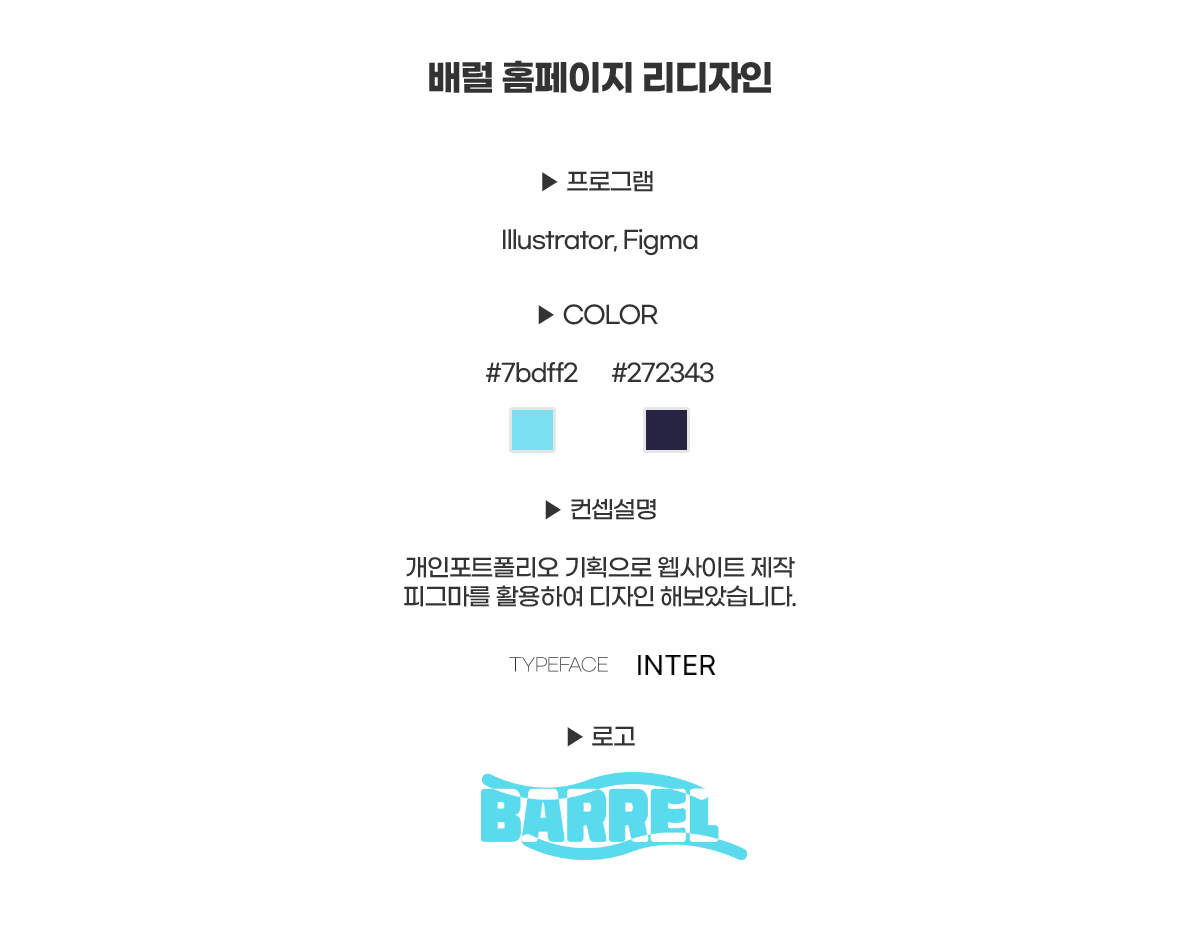 배럴 홈페이지 리디자인
▶ 프로그램
Illustrator, Figma
▶ COLOR
#7bdff2 #272343
▶ 컨셉설명
개인포트폴리오 기획으로 웹사이트 제작
피그마를 활용하여 디자인 해보았습니다.
TYPEFACE INTER
▶ 로고
BARREL